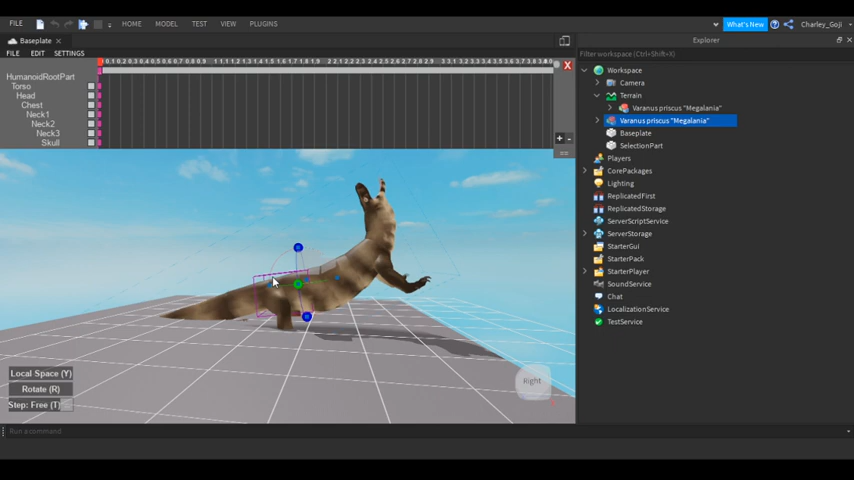 FILE HOME MODEL TEST VIEW PLUGINS What's New Charley_Goji
Baseplate Explorer
FILE EDIT SETTINGS Filter workspace (Ctrl+Shift+X)
HumanoidRootPart
Torso
Head
Chest
Neck1
Neck2
Neck3
Skull
Workspace
Camera
Terrain
Varanus priscus "Megalania"
Varanus priscus "Megalania"
Baseplate
SelectionPart
Players
CorePackages
Lighting
ReplicatedFirst
ReplicatedStorage
ServerScriptService
ServerStorage
StarterGui
StarterPack
StarterPlayer
SoundService
Chat
LocalizationService
TestService
Local Space (Y)
Rotate (R)
Step: Free (T)
Right
Run a command